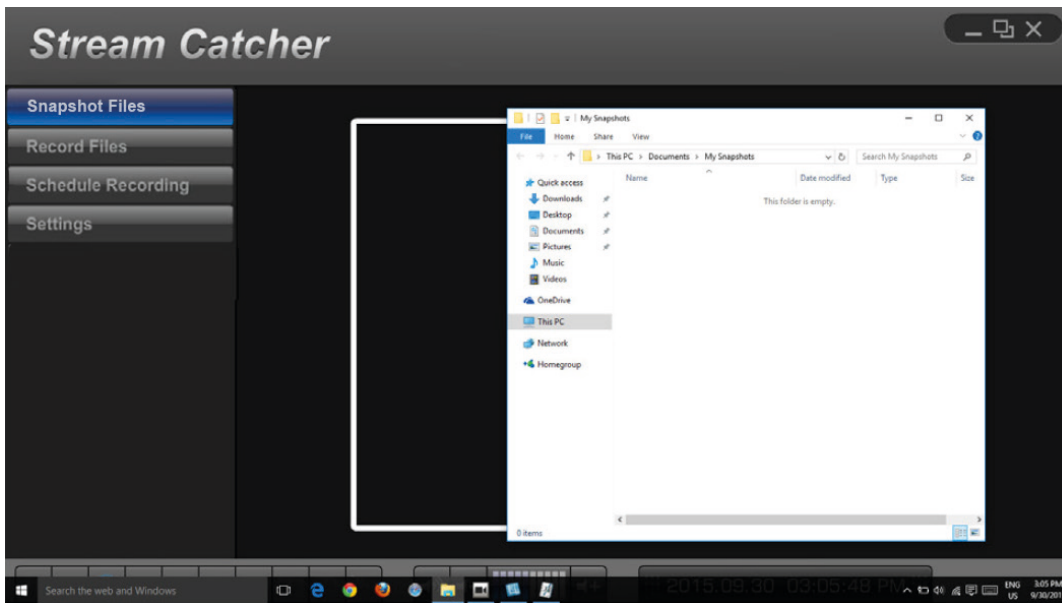 Stream Catcher
Snapshot Files
Record Files
Schedule Recording
Settings
My Snapshots
File Home Share View
This PC > Documents > My Snapshots
Search My Snapshots
Name Date modified Type Size
This folder is empty.
Quick access
Downloads
Desktop
Documents
Pictures
Music
Videos
OneDrive
This PC
Network
Homegroup
0 items
2015.09.30 03:05:48 PM
Search the web and Windows
ENG 3:05 PM
US 9/30/201